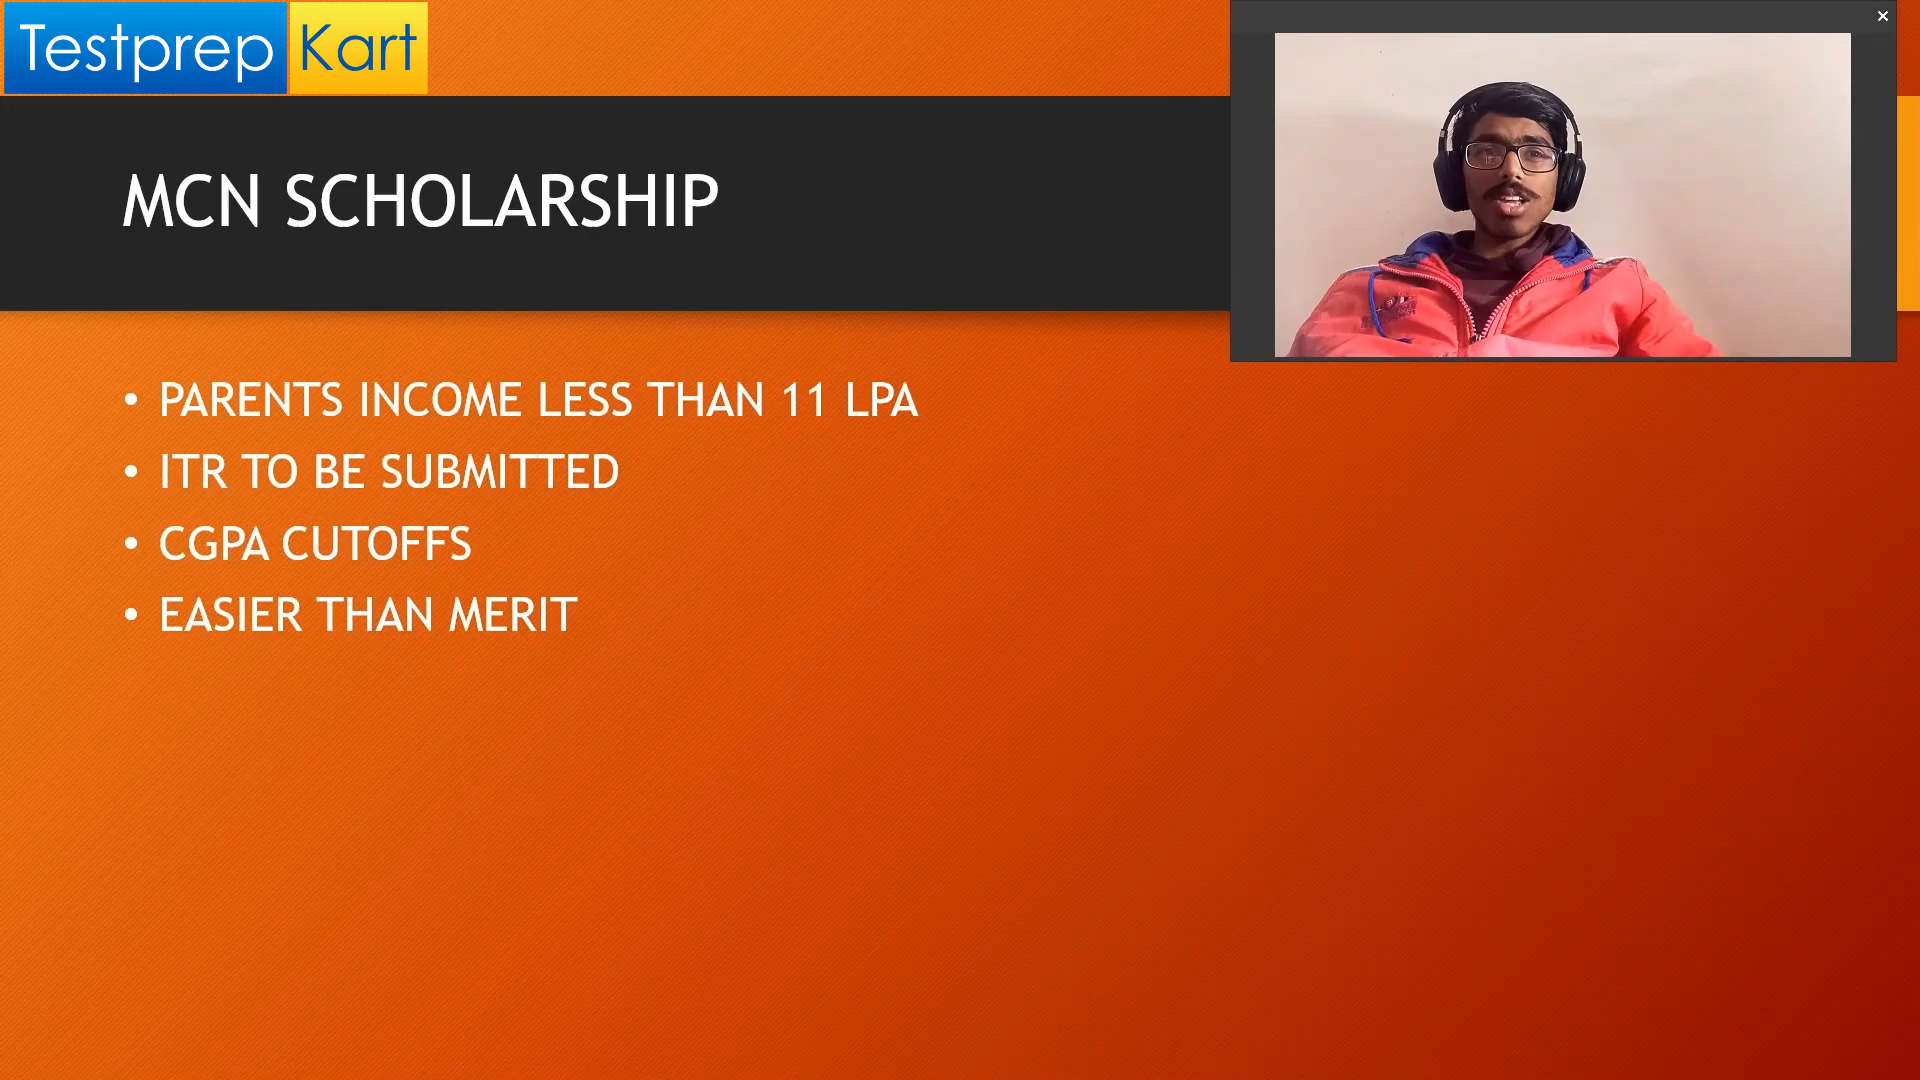 Testprep Kart
MCN SCHOLARSHIP
• PARENTS INCOME LESS THAN 11 LPA
• ITR TO BE SUBMITTED
• CGPA CUTOFFS
• EASIER THAN MERIT